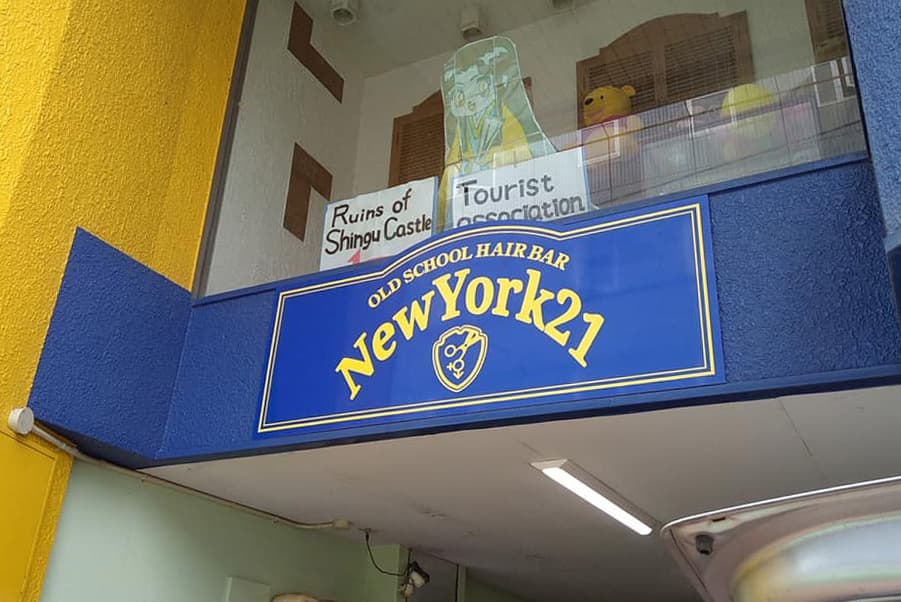 Ruins of
Shingu Castle
Tourist
association
OLD SCHOOL HAIR BAR
NewYork21